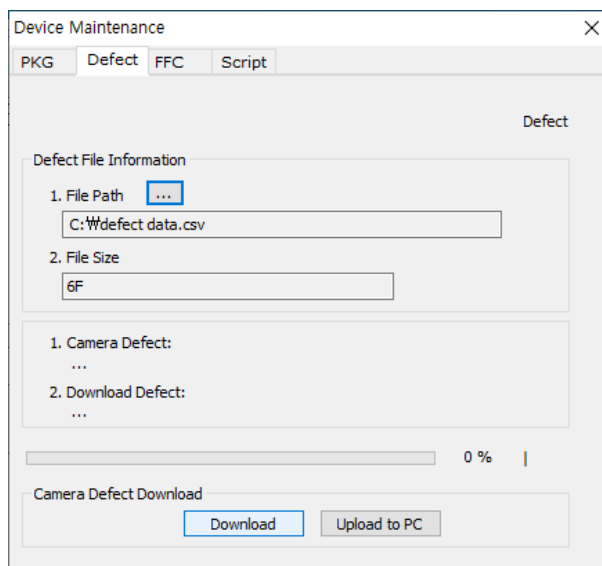 Device Maintenance
PKG Defect FFC Script
Defect
Defect File Information
1. File Path ...
C:₩defect data.csv
2. File Size
6F
1. Camera Defect:
...
2. Download Defect:
...
0 % |
Camera Defect Download
Download Upload to PC